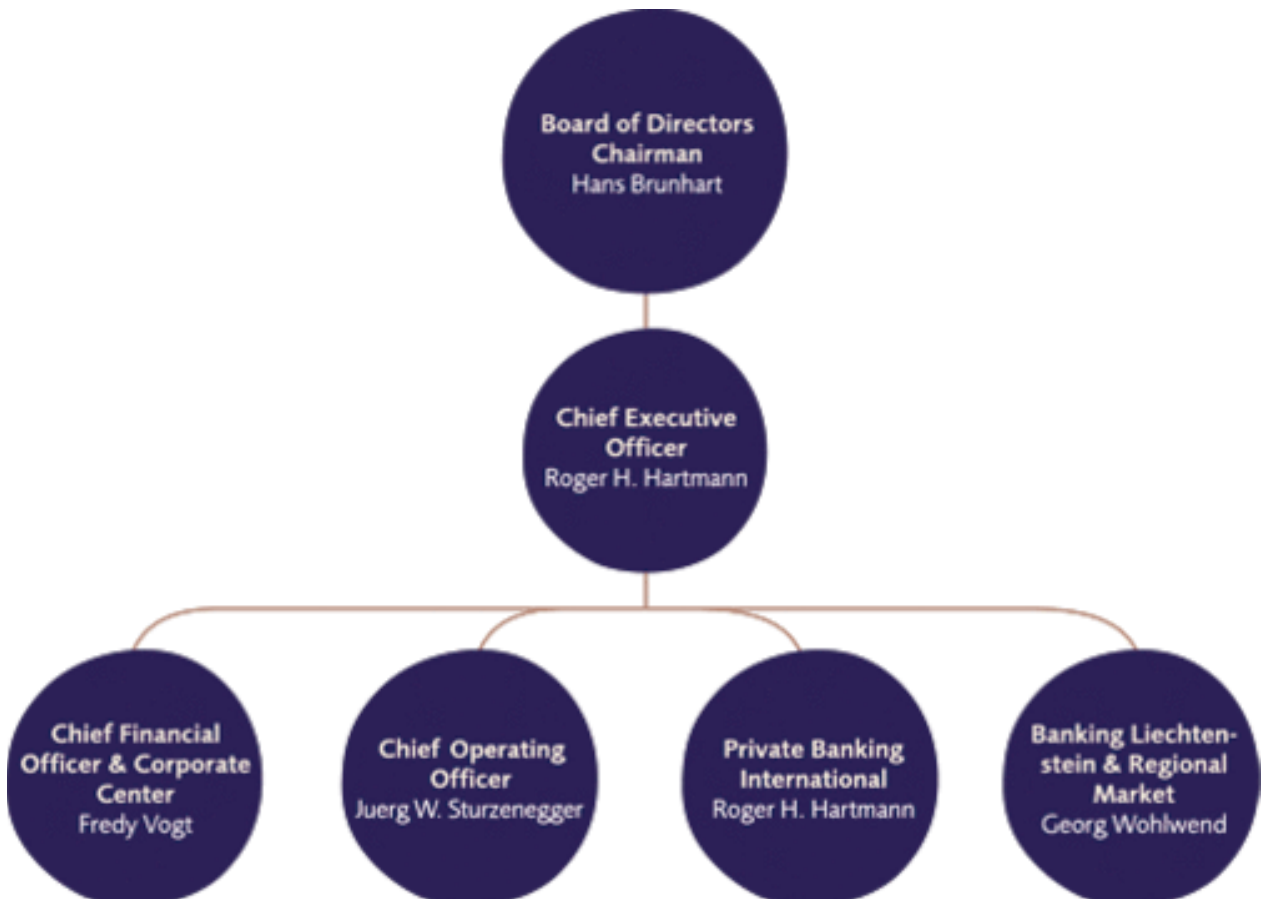 Board of Directors
Chairman
Hans Brunhart
Chief Executive
Officer
Roger H. Hartmann
Chief Financial
Officer & Corporate
Center
Fredy Vogt
Chief Operating
Officer
Juerg W. Sturzenegger
Private Banking
International
Roger H. Hartmann
Banking Liechten-
stein & Regional
Market
Georg Wohlwend